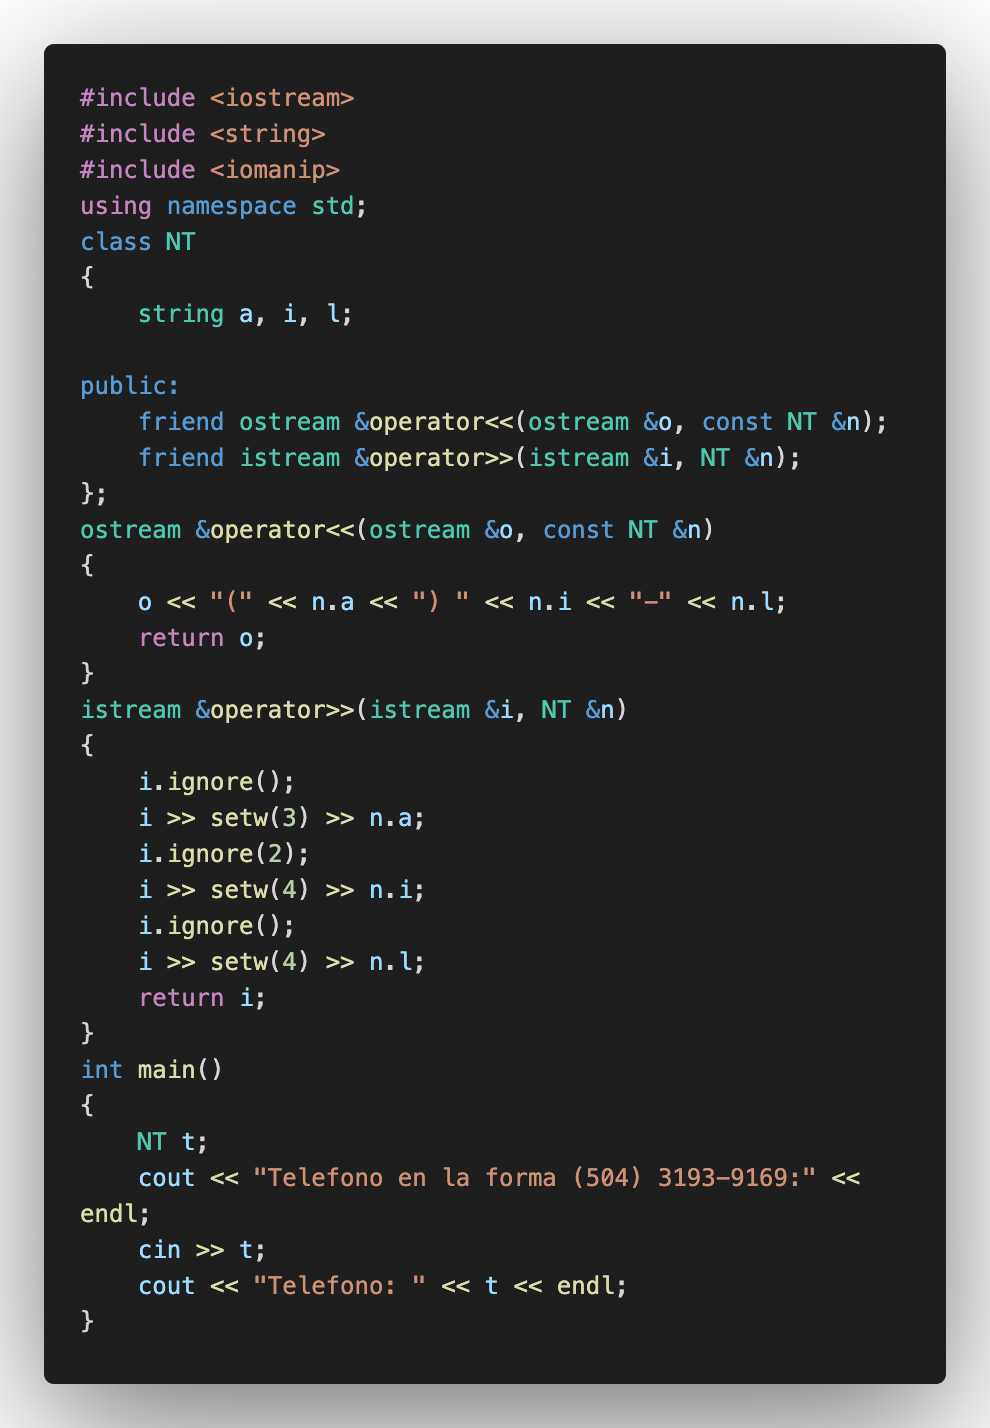 #include <iostream>
#include <string>
#include <iomanip>
using namespace std;
class NT
{
    string a, i, l;

public:
    friend ostream &operator<<(ostream &o, const NT &n);
    friend istream &operator>>(istream &i, NT &n);
};
ostream &operator<<(ostream &o, const NT &n)
{
    o << "(" << n.a << ") " << n.i << "-" << n.l;
    return o;
}
istream &operator>>(istream &i, NT &n)
{
    i.ignore();
    i >> setw(3) >> n.a;
    i.ignore(2);
    i >> setw(4) >> n.i;
    i.ignore();
    i >> setw(4) >> n.l;
    return i;
}
int main()
{
    NT t;
    cout << "Telefono en la forma (504) 3193-9169:" <<
endl;
    cin >> t;
    cout << "Telefono: " << t << endl;
}